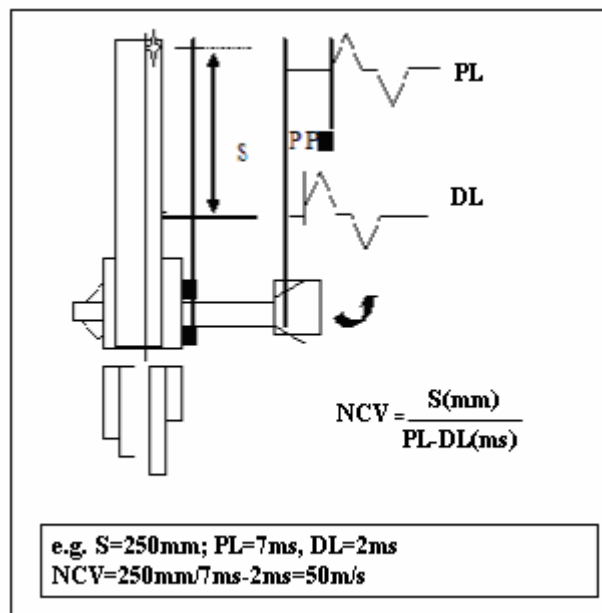 PL
S
PP
DL
NCV = S(mm)
PL-DL(ms)
e.g. S=250mm; PL=7ms, DL=2ms
NCV=250mm/7ms-2ms=50m/s